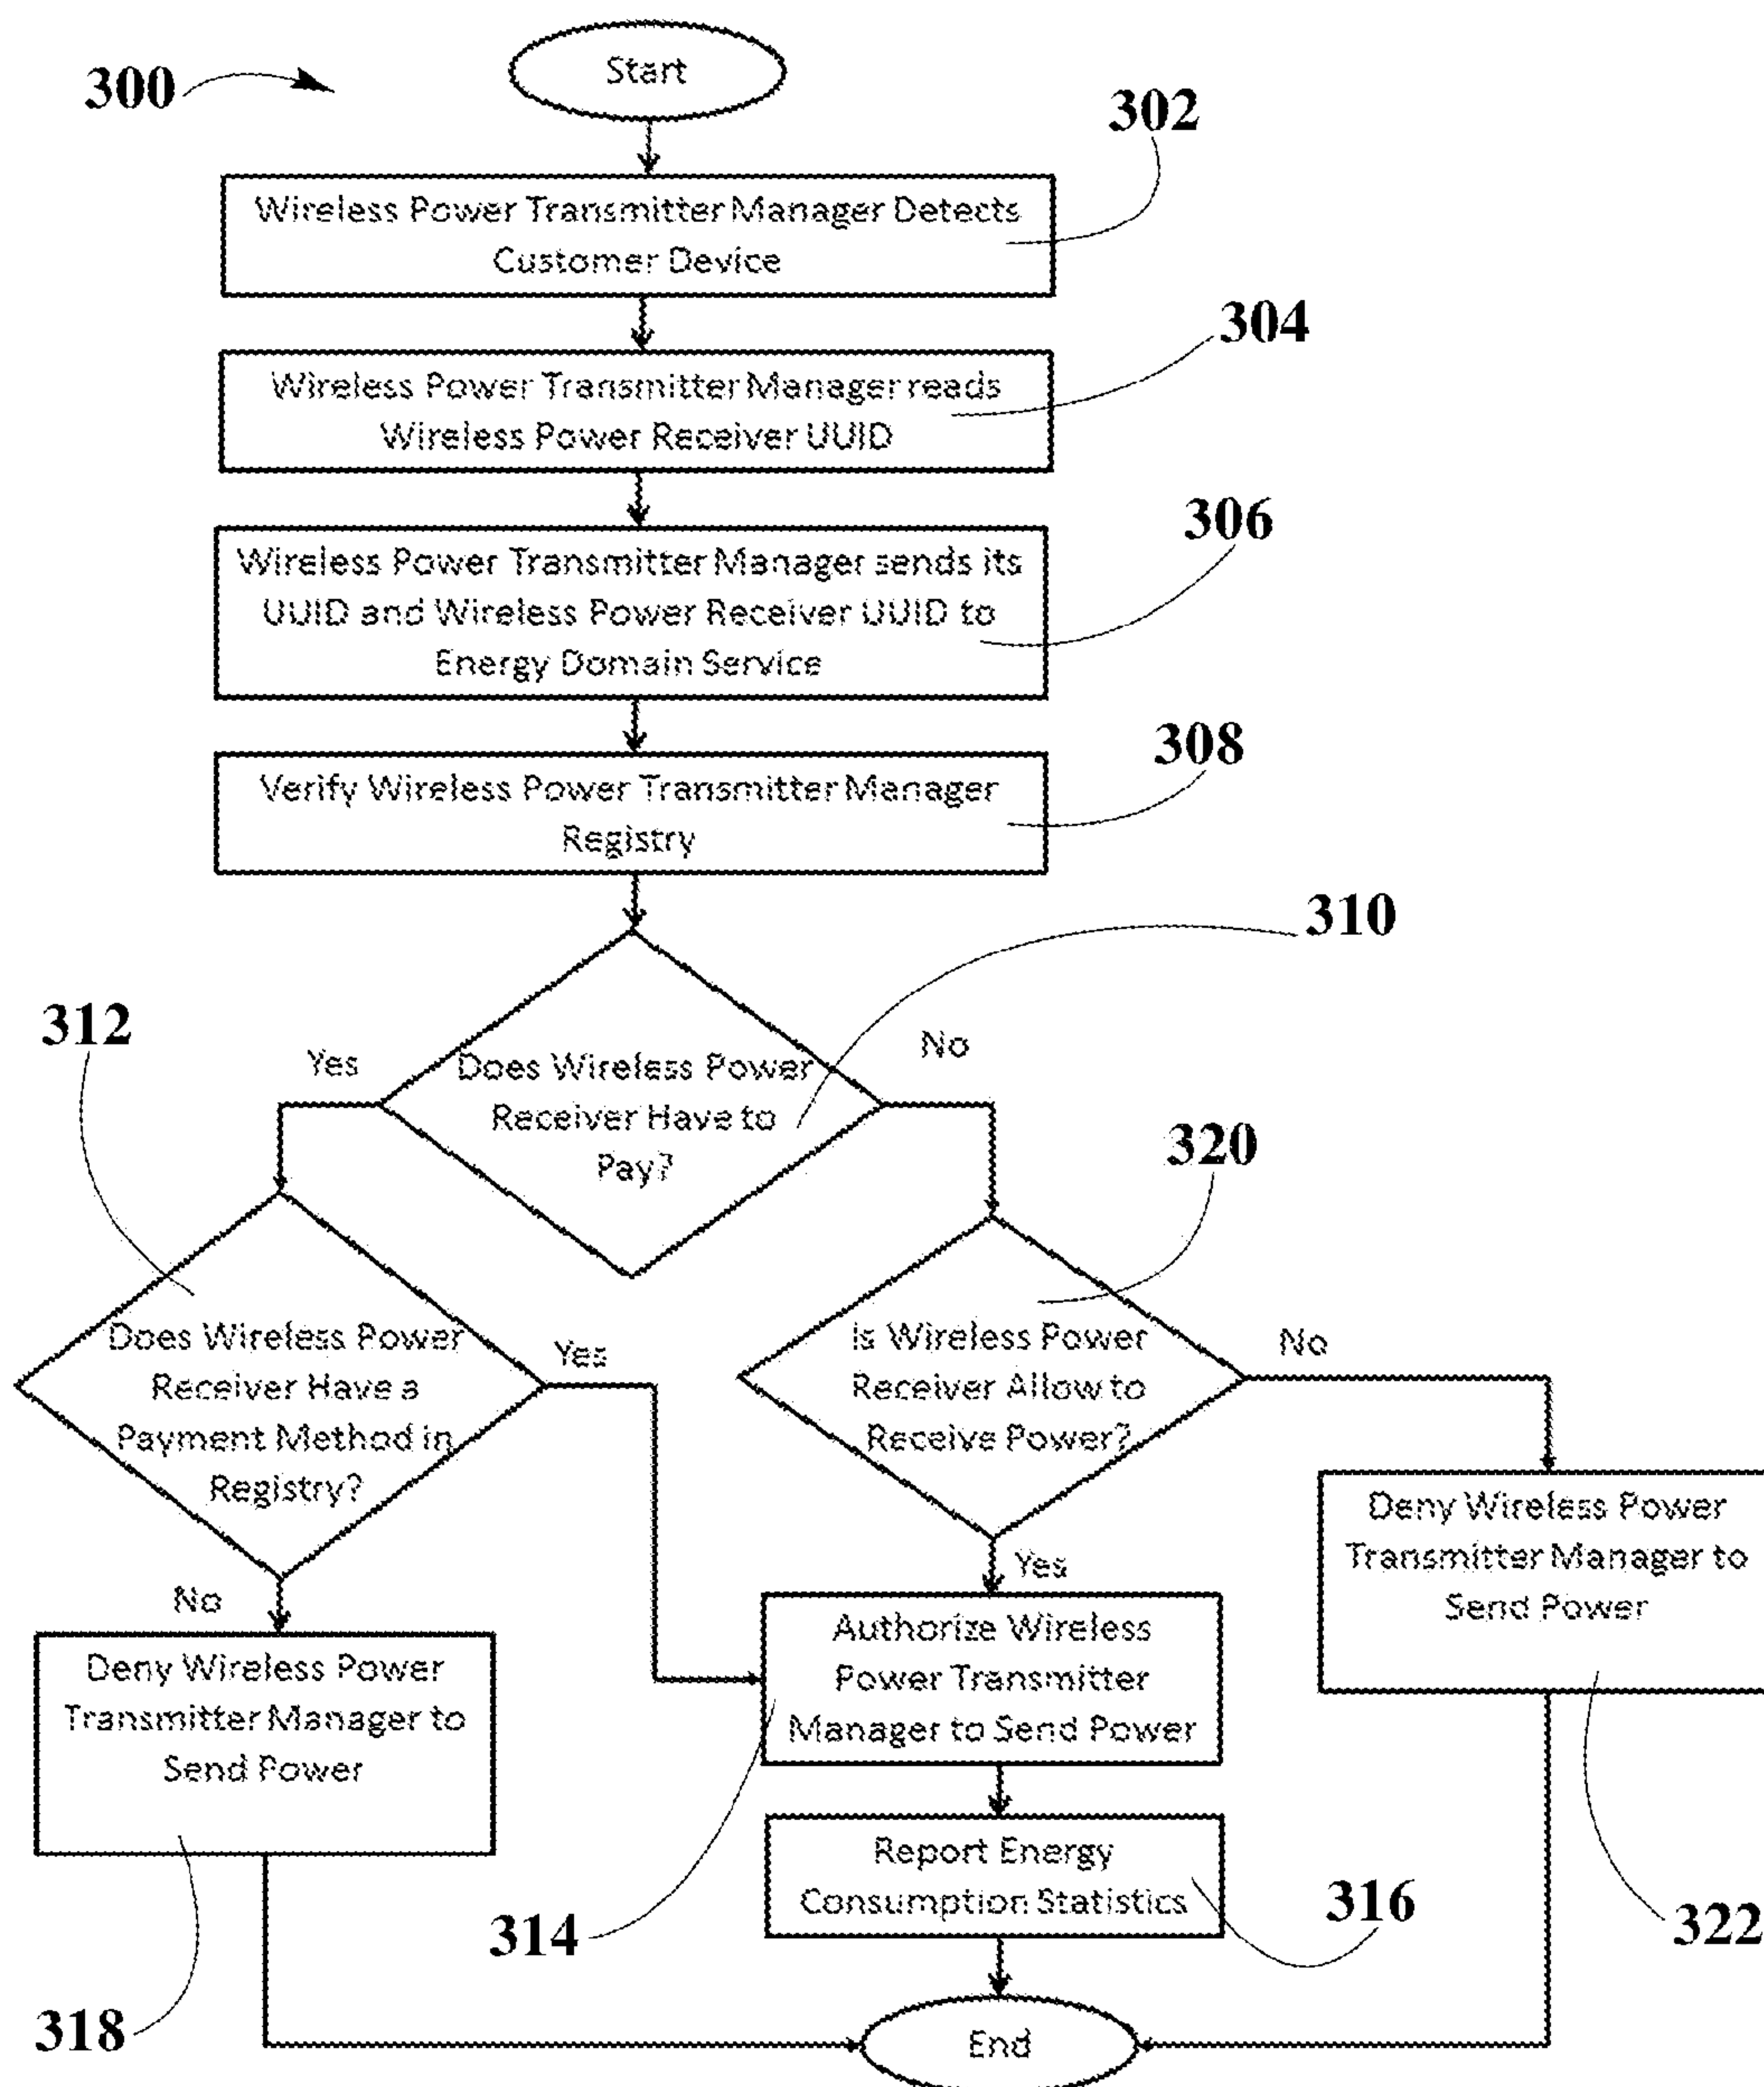 300
Start
302
Wireless Power Transmitter Manager Detects
Customer Device
304
Wireless Power Transmitter Manager reads
Wireless Power Receiver UUID
306
Wireless Power Transmitter Manager sends its
UUID and Wireless Power Receiver UUID to
Energy Domain Service
308
Verify Wireless Power Transmitter Manager
Registry
310
Does Wireless Power
Receiver Have to
Pay?
Yes
No
312
Does Wireless Power
Receiver Have a
Payment Method in
Registry?
Yes
No
320
Is Wireless Power
Receiver Allow to
Receive Power?
No
Yes
Deny Wireless Power
Transmitter Manager to
Send Power
318
Authorize Wireless
Power Transmitter
Manager to Send Power
314
Report Energy
Consumption Statistics
316
Deny Wireless Power
Transmitter Manager to
Send Power
322
End